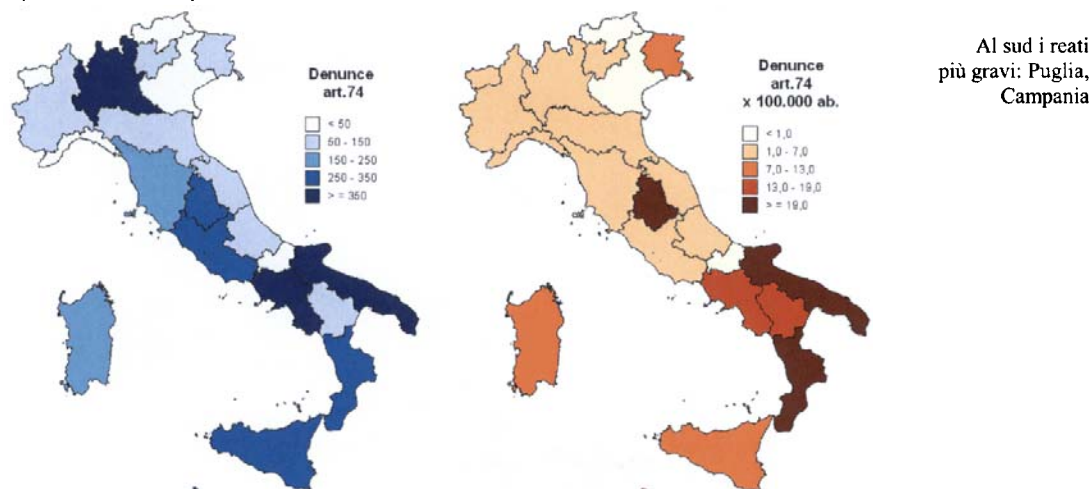 Denunce
art.74
< 50
50 - 150
150 - 250
250 - 350
> = 350
Denunce
art.74
x 100.000 ab.
< 1,0
1,0 - 7,0
7,0 - 13,0
13,0 - 19,0
> = 19,0
Al sud i reati
più gravi: Puglia,
Campania